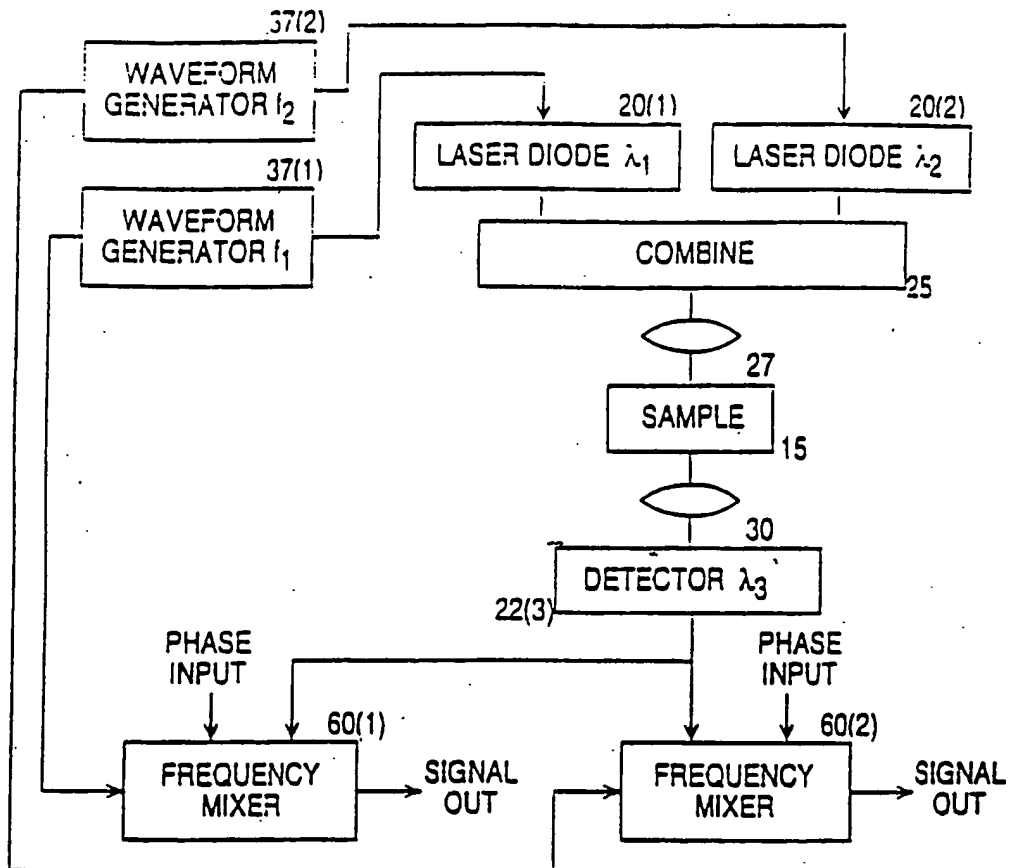 37(2)
WAVEFORM
GENERATOR f2
37(1)
WAVEFORM
GENERATOR f1
20(1)
LASER DIODE λ1
20(2)
LASER DIODE λ2
COMBINE
25
27
SAMPLE
15
30
DETECTOR λ3
22(3)
PHASE
INPUT
PHASE
INPUT
60(1)
FREQUENCY
MIXER
SIGNAL
OUT
60(2)
FREQUENCY
MIXER
SIGNAL
OUT